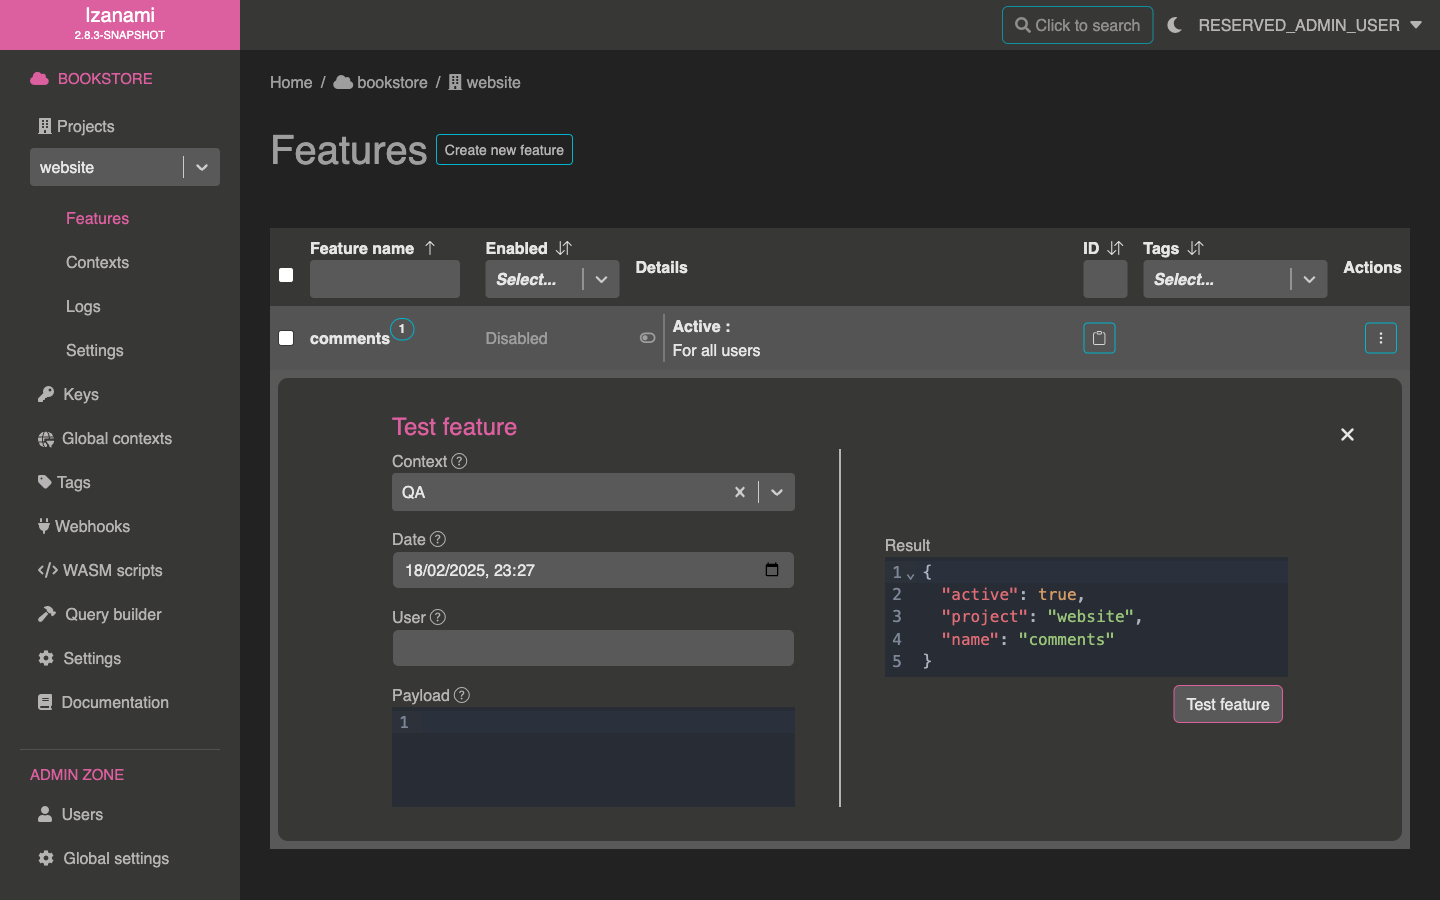 Izanami
2.8.3-SNAPSHOT
Click to search
RESERVED_ADMIN_USER
BOOKSTORE
Projects
website
Features
Contexts
Logs
Settings
Keys
Global contexts
Tags
Webhooks
WASM scripts
Query builder
Settings
Documentation
ADMIN ZONE
Users
Global settings
Home / bookstore / website
Features
Create new feature
Feature name
Enabled
Select...
Details
ID
Tags
Select...
Actions
comments 1
Disabled
Active :
For all users
Test feature
Context
QA
Date
18/02/2025, 23:27
User
Payload
1
Result
1 {
2 "active": true,
3 "project": "website",
4 "name": "comments"
5 }
Test feature